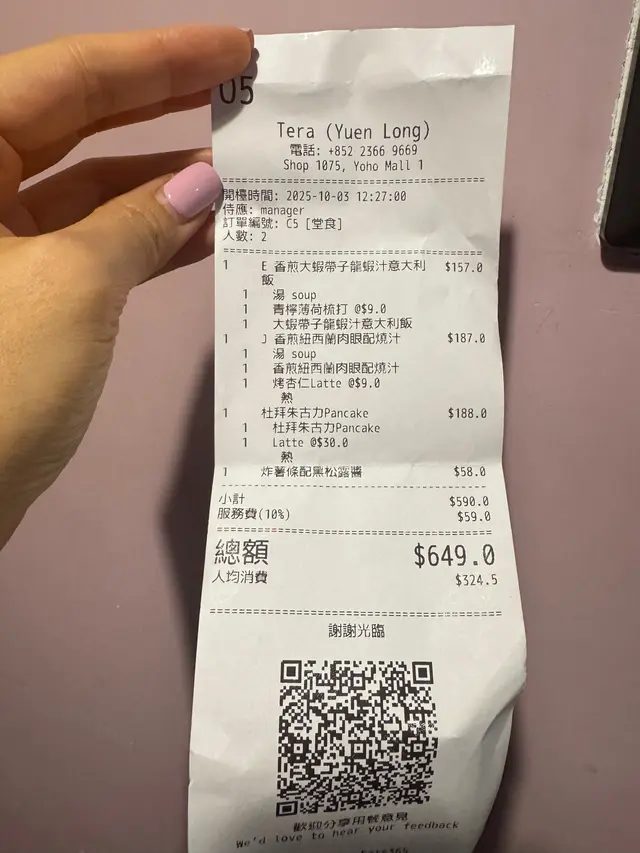 05
Tera (Yuen Long)
電話: +852 2366 9669
Shop 1075, Yoho Mall 1
開檯時間: 2025-10-03 12:27:00
侍應: manager
訂單編號: C5 [堂食]
人數: 2
1 E 香煎大蝦帶子龍蝦汁意大利 $157.0
飯
1 湯 soup
1 青檸薄荷梳打 @$9.0
1 大蝦帶子龍蝦汁意大利飯
1 J 香煎紐西蘭肉眼配燒汁 $187.0
1 湯 soup
1 香煎紐西蘭肉眼配燒汁
1 烤杏仁Latte @$9.0
熱
1 杜拜朱古力Pancake $188.0
1 杜拜朱古力Pancake
1 Latte @$30.0
熱
1 炸薯條配黑松露醬 $58.0
小計 $590.0
服務費(10%) $59.0
總額 $649.0
人均消費 $324.5
謝謝光臨
歡迎分享用餐意見
We'd love to hear your feedback